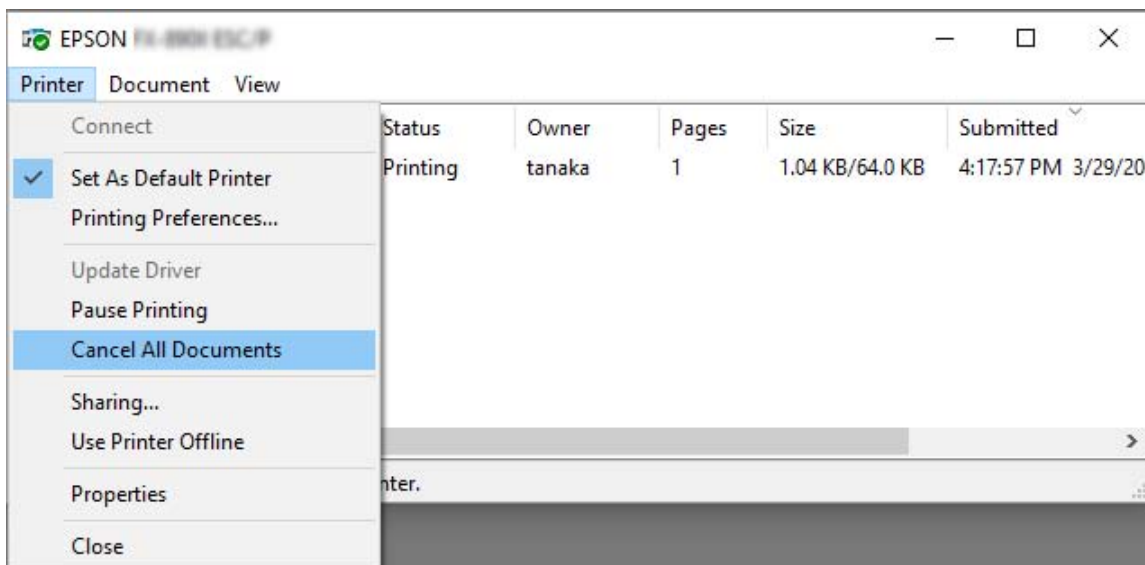 EPSON
Printer Document View
Connect
Set As Default Printer
Printing Preferences...
Update Driver
Pause Printing
Cancel All Documents
Sharing...
Use Printer Offline
Properties
Close
Status Owner Pages Size Submitted
Printing tanaka 1 1.04 KB/64.0 KB 4:17:57 PM 3/29/20
nter.